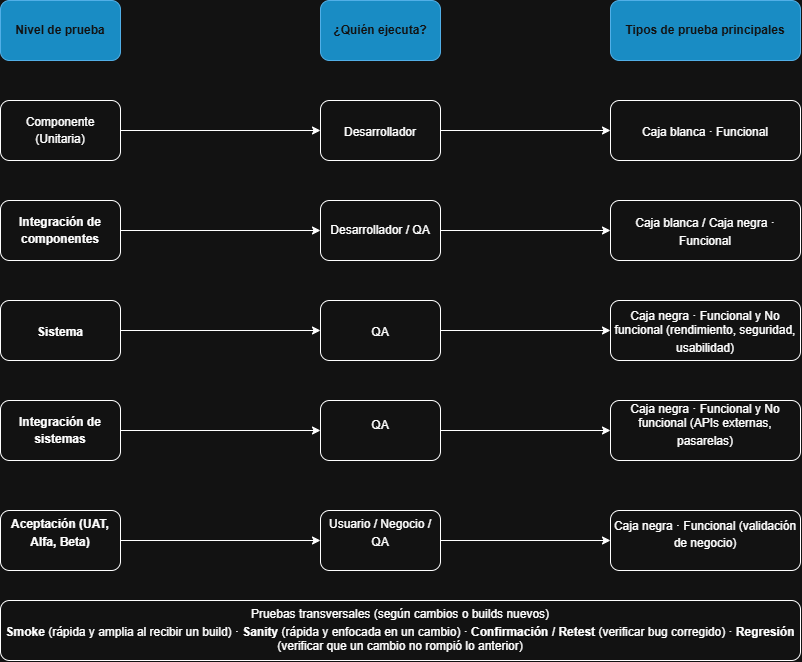 Nivel de prueba
¿Quién ejecuta?
Tipos de prueba principales
Componente
(Unitaria)
Desarrollador
Caja blanca · Funcional
Integración de
componentes
Desarrollador / QA
Caja blanca / Caja negra ·
Funcional
Sistema
QA
Caja negra · Funcional y No
funcional (rendimiento, seguridad,
usabilidad)
Integración de
sistemas
QA
Caja negra · Funcional y No
funcional (APIs externas,
pasarelas)
Aceptación (UAT,
Alfa, Beta)
Usuario / Negocio /
QA
Caja negra · Funcional (validación
de negocio)
Pruebas transversales (según cambios o builds nuevos)
Smoke (rápida y amplia al recibir un build) · Sanity (rápida y enfocada en un cambio) · Confirmación / Retest (verificar bug corregido) · Regresión
(verificar que un cambio no rompió lo anterior)